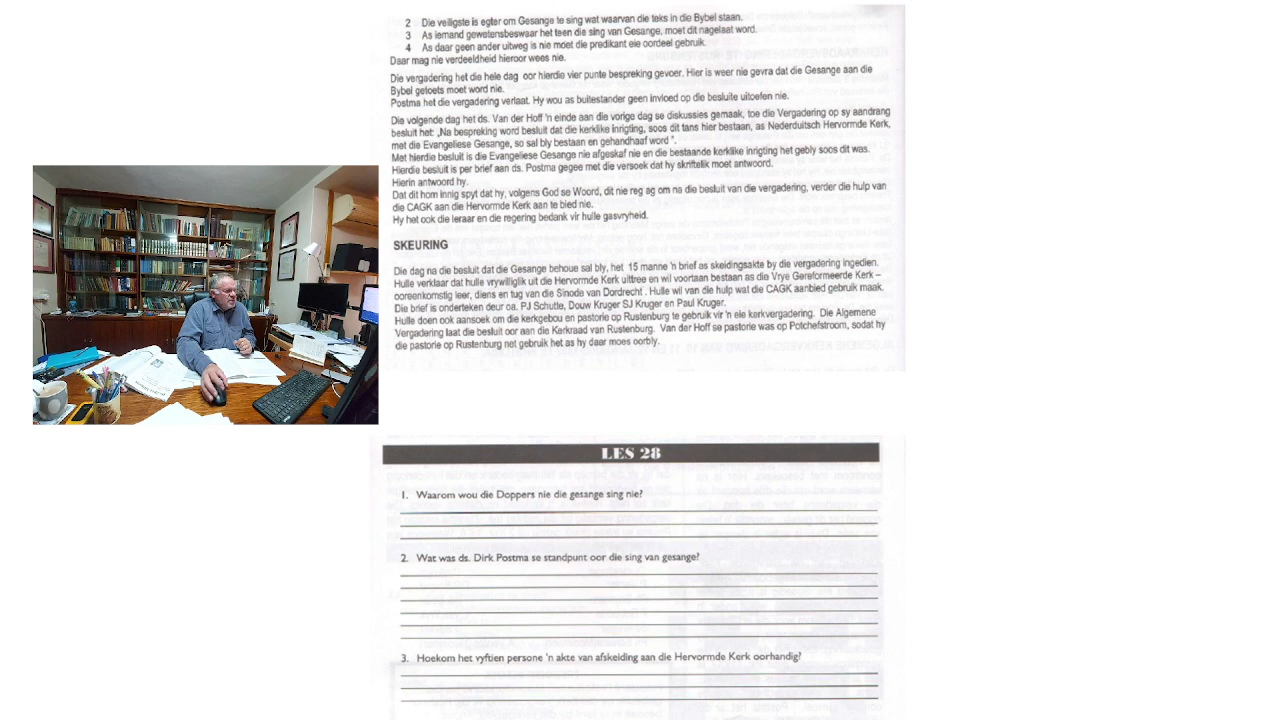 2 Die veiligste is egter om Gesange te sing wat waarvan die teks in die Bybel staan.
3 As iemand gewetensbeswaar het teen die sing van Gesange, moet dit nagelaat word.
4 As daar geen ander uitweg is nie moet die predikant eie oordeel gebruik.
Daar mag nie verdeeldheid hieroor wees nie.
Die vergadering het die hele dag oor hierdie vier punte bespreking gevoer. Hier is weer nie gevra dat die Gesange aan die
Bybel getoets moet word nie.
Postma het die vergadering verlaat. Hy wou as buitestander geen invloed op die besluite uitoefen nie.
Die volgende dag het ds. Van der Hoff 'n einde aan die vorige dag se diskussies gemaak, toe die Vergadering op sy aandrang
besluit het: „Na bespreking word besluit dat die kerklike inrigting, soos dit tans hier bestaan, as Nederduitsch Hervormde Kerk,
met die Evangeliese Gesange, so sal bly bestaan en gehandhaaf word ".
Met hierdie besluit is die Evangeliese Gesange nie afgeskaf nie en die bestaande kerklike inrigting het gebly soos dit was.
Hierdie besluit is per brief aan ds. Postma gegee met die versoek dat hy skriftelik moet antwoord.
Hierin antwoord hy.
Dat dit hom innig spyt dat hy, volgens God se Woord, dit nie reg ag om na die besluit van die vergadering, verder die hulp van
die CAGK aan die Hervormde Kerk aan te bied nie.
Hy het ook die leraar en die regering bedank vir hulle gasvryheid.
SKEURING
Die dag na die besluit dat die Gesange behoue sal bly, het 15 manne 'n brief as skeidingsakte by die vergadering ingedien.
Hulle verklaar dat hulle vrywilliglik uit die Hervormde Kerk uittree en wil voortaan bestaan as die Vrye Gereformeerde Kerk –
ooreenkomstig leer, diens en tug van die Sinode van Dordrecht . Hulle wil van die hulp wat die CAGK aanbied gebruik maak.
Die brief is onderteken deur oa. PJ Schutte, Douw Kruger SJ Kruger en Paul Kruger.
Hulle doen ook aansoek om die kerkgebou en pastorie op Rustenburg te gebruik vir 'n eie kerkvergadering. Die Algemene
Vergadering laat die besluit oor aan die Kerkraad van Rustenburg. Van der Hoff se pastorie was op Potchefstroom, sodat hy
die pastorie op Rustenburg net gebruik het as hy daar moes oorbly.
LES 28
1. Waarom wou die Doppers nie die gesange sing nie?
2. Wat was ds. Dirk Postma se standpunt oor die sing van gesange?
3. Hoekom het vyftien persone 'n akte van afskeiding aan die Hervormde Kerk oorhandig?